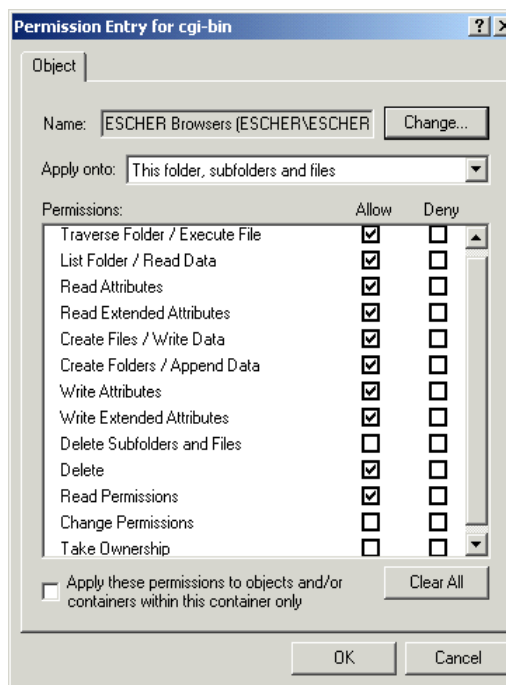 Permission Entry for cgi-bin
Object
Name: ESCHER Browsers (ESCHER\ESCHER Change...
Apply onto: This folder, subfolders and files
Permissions: Allow Deny
Traverse Folder / Execute File
List Folder / Read Data
Read Attributes
Read Extended Attributes
Create Files / Write Data
Create Folders / Append Data
Write Attributes
Write Extended Attributes
Delete Subfolders and Files
Delete
Read Permissions
Change Permissions
Take Ownership
Apply these permissions to objects and/or
containers within this container only
Clear All
OK Cancel